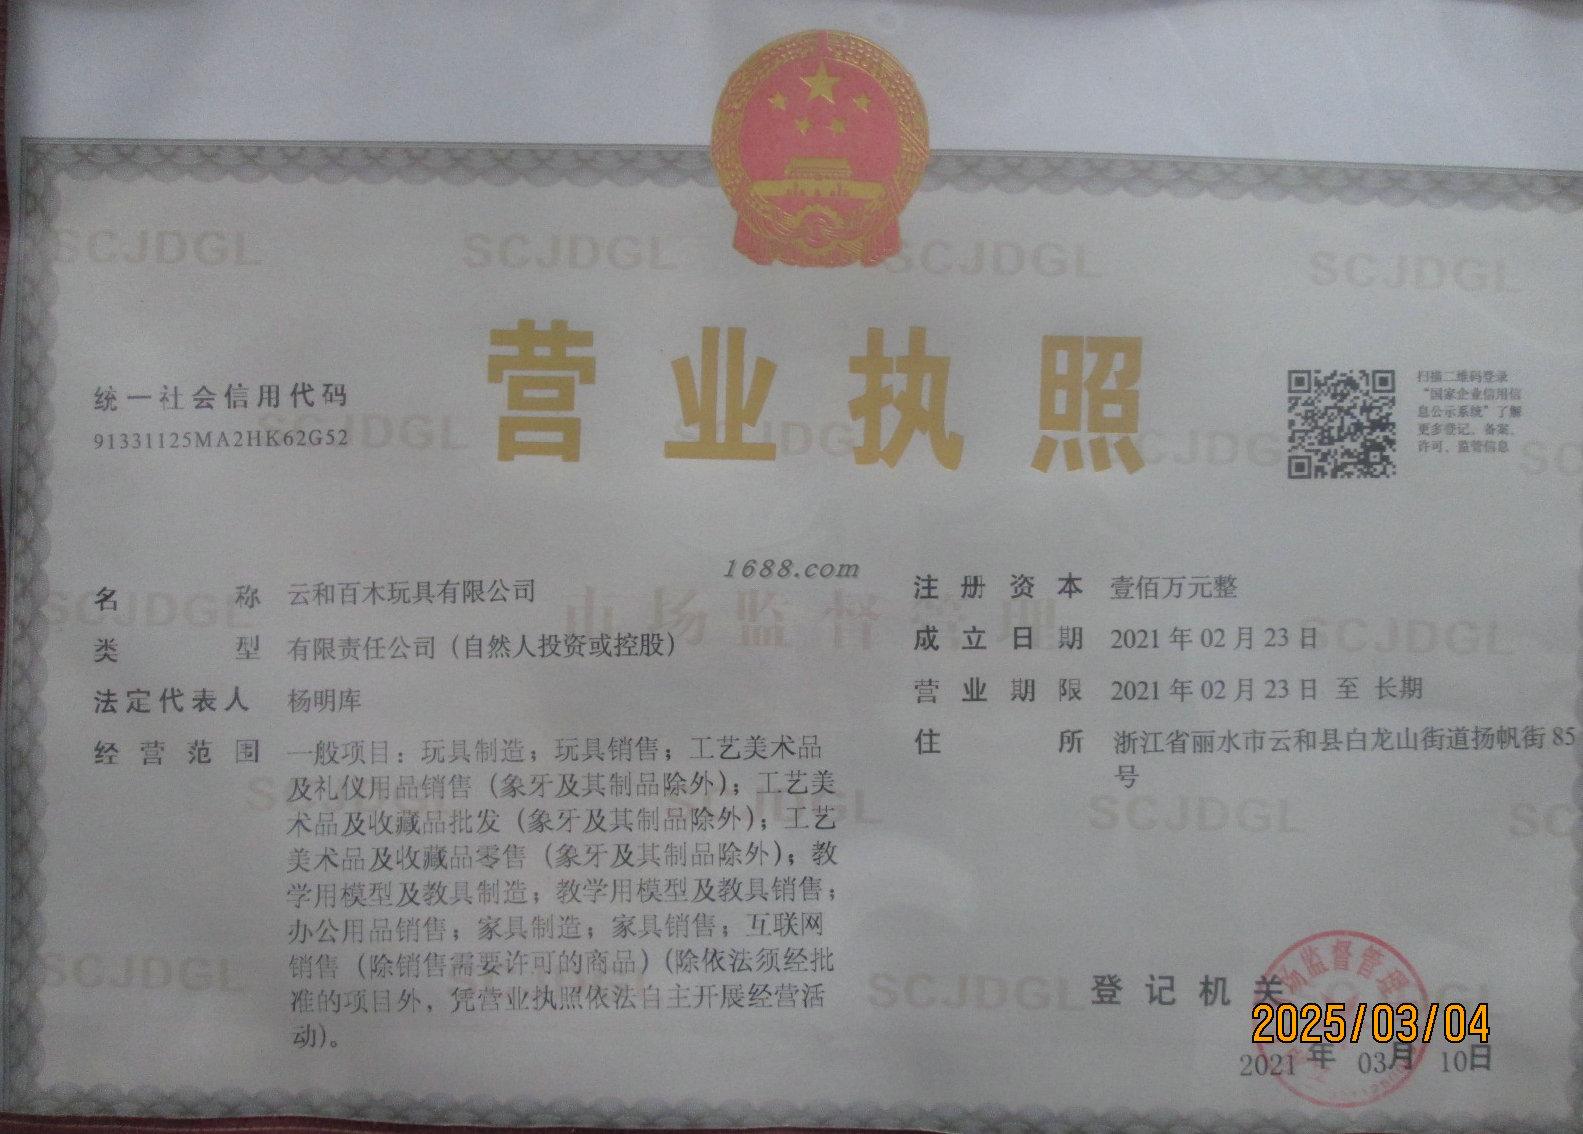 营业执照
统一社会信用代码
91331125MA2HK62G52
扫描二维码登录
“国家企业信用信
息公示系统”了解
更多登记、备案、
许可、监管信息
1688.com
名称 云和百木玩具有限公司
类型 有限责任公司（自然人投资或控股）
法定代表人 杨明库
经营范围 一般项目：玩具制造；玩具销售；工艺美术品
及礼仪用品销售（象牙及其制品除外）；工艺美
术品及收藏品批发（象牙及其制品除外）；工艺
美术品及收藏品零售（象牙及其制品除外）；教
学用模型及教具制造；教学用模型及教具销售；
办公用品销售；家具制造；家具销售；互联网
销售（除销售需要许可的商品）（除依法须经批
准的项目外，凭营业执照依法自主开展经营活
动）。
注册资本 壹佰万元整
成立日期 2021年02月23日
营业期限 2021年02月23日 至 长期
住所 浙江省丽水市云和县白龙山街道扬帆街85
号
市场监督管理
SCJDGL
登记机关
场监督管理
2025/03/04
2021年 03月 10日